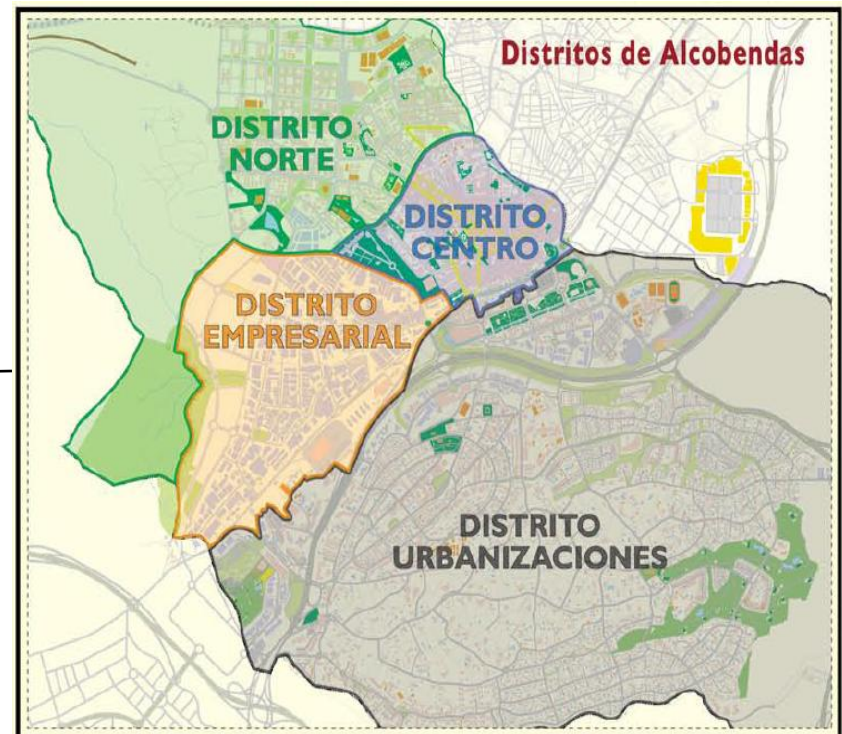 Distritos de Alcobendas
DISTRITO
NORTE
DISTRITO
CENTRO
DISTRITO
EMPRESARIAL
DISTRITO
URBANIZACIONES